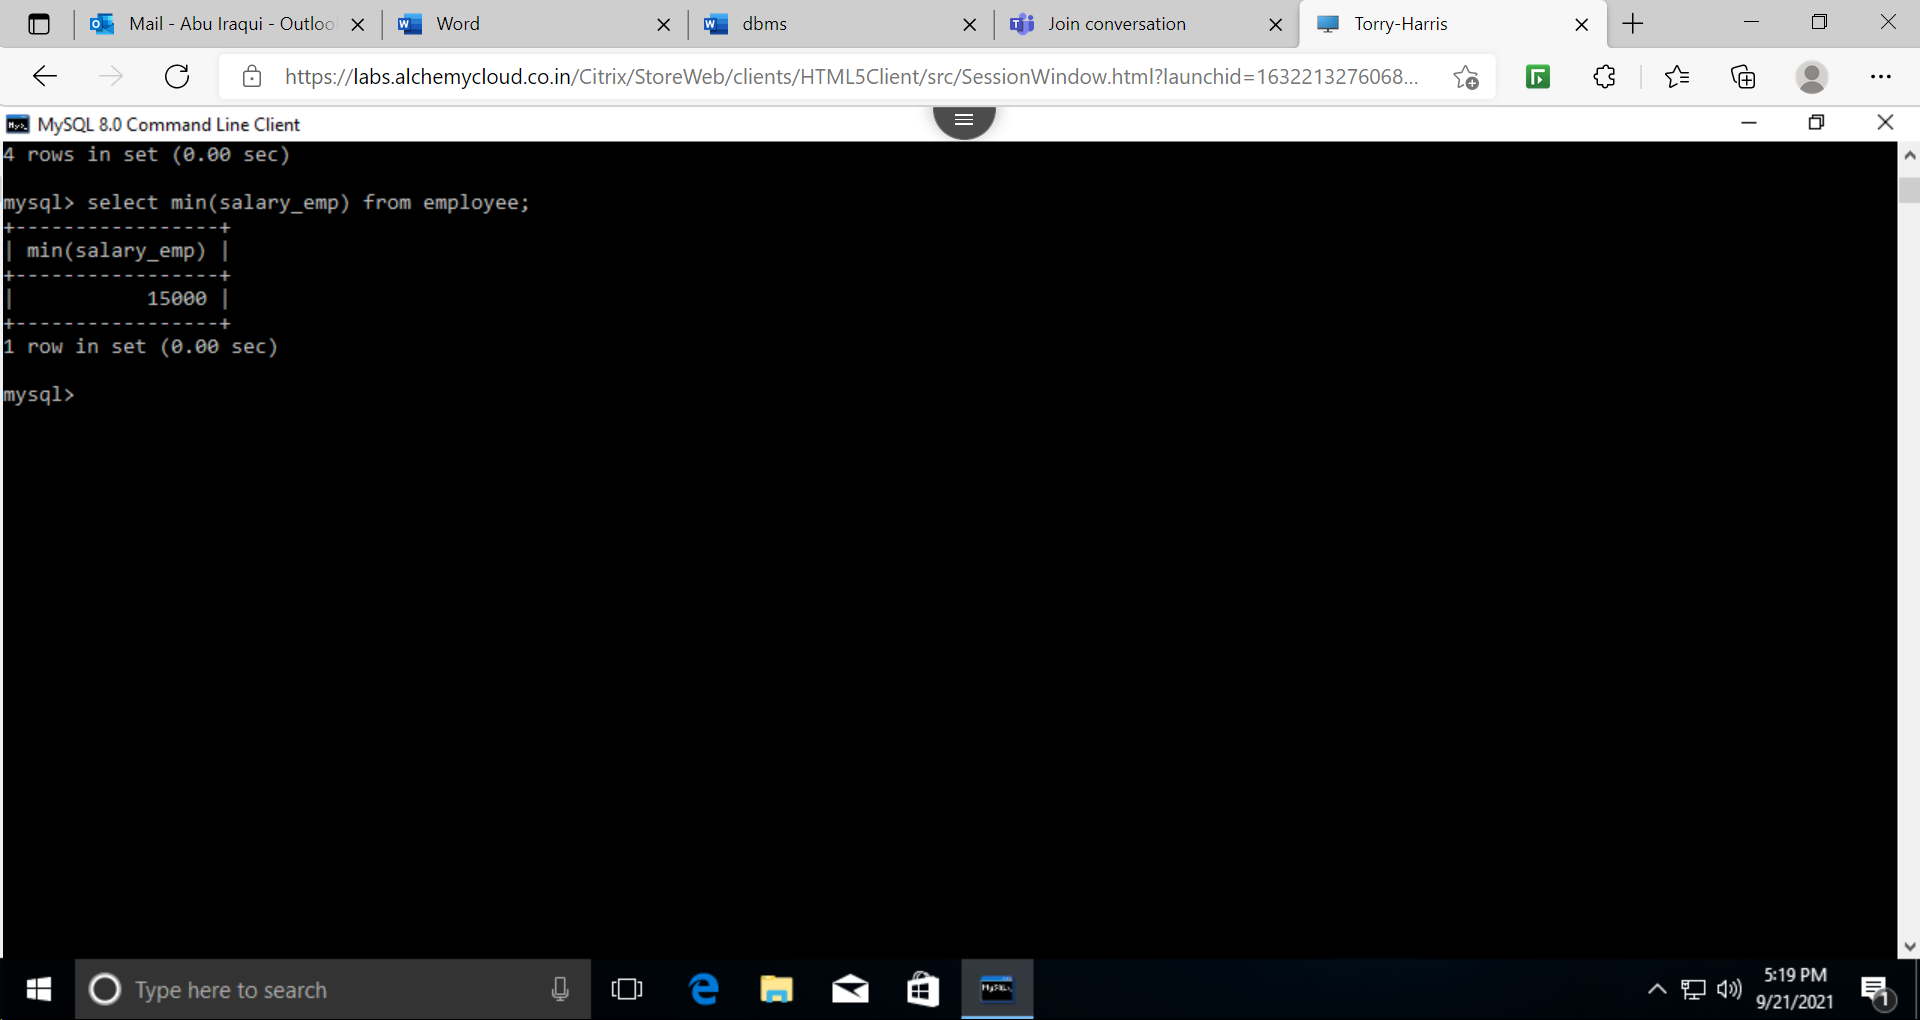 Mail - Abu Iraqui - Outloo
Word
dbms
Join conversation
Torry-Harris
https://labs.alchemycloud.co.in/Citrix/StoreWeb/clients/HTML5Client/src/SessionWindow.html?launchid=1632213276068...
MySQL 8.0 Command Line Client
4 rows in set (0.00 sec)
mysql> select min(salary_emp) from employee;
+-----------------+
| min(salary_emp) |
+-----------------+
|           15000 |
+-----------------+
1 row in set (0.00 sec)
mysql>
Type here to search
5:19 PM
9/21/2021
1